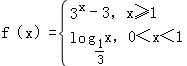 f（x）={3^x－3，x⩾1
log_{1/3}x，0＜x＜1